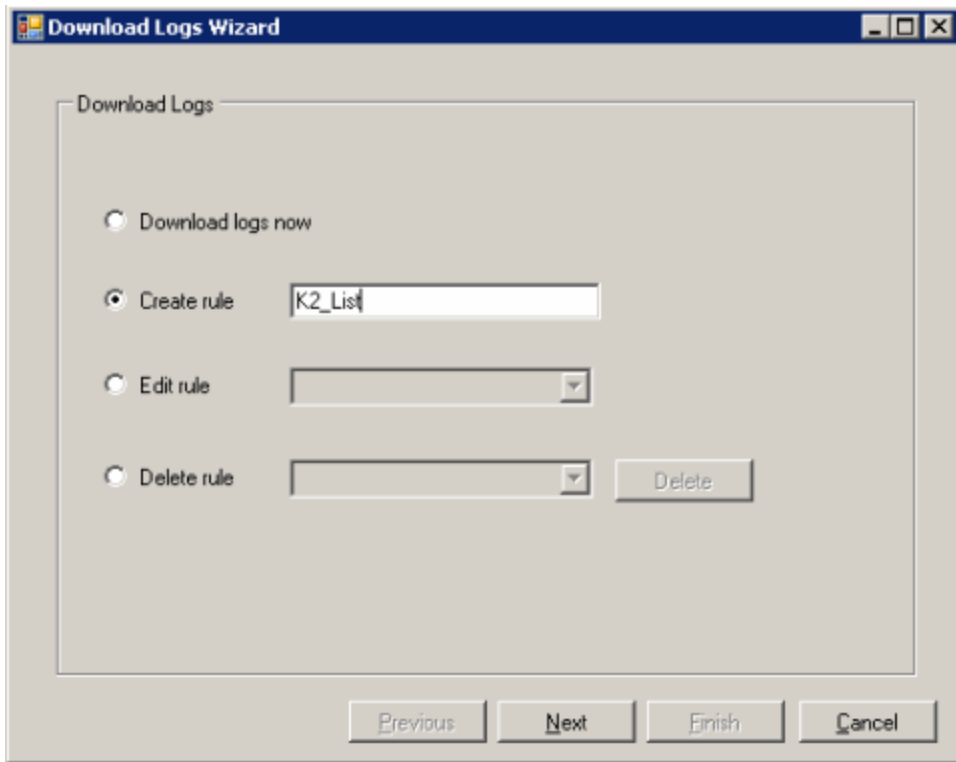 Download Logs Wizard
Download Logs
Download logs now
Create rule K2_List
Edit rule
Delete rule Delete
Previous Next Finish Cancel